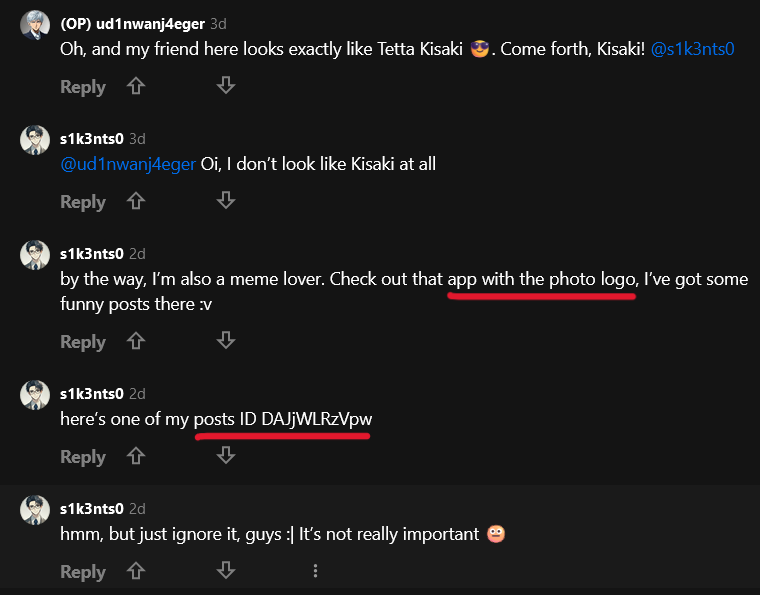 (OP) ud1nwanj4eger 3d
Oh, and my friend here looks exactly like Tetta Kisaki 😎. Come forth, Kisaki! @s1k3nts0
Reply
s1k3nts0 3d
@ud1nwanj4eger Oi, I don’t look like Kisaki at all
Reply
s1k3nts0 2d
by the way, I’m also a meme lover. Check out that app with the photo logo, I’ve got some
funny posts there :v
Reply
s1k3nts0 2d
here’s one of my posts ID DAJjWLRzVpw
Reply
s1k3nts0 2d
hmm, but just ignore it, guys :| It’s not really important 😳
Reply